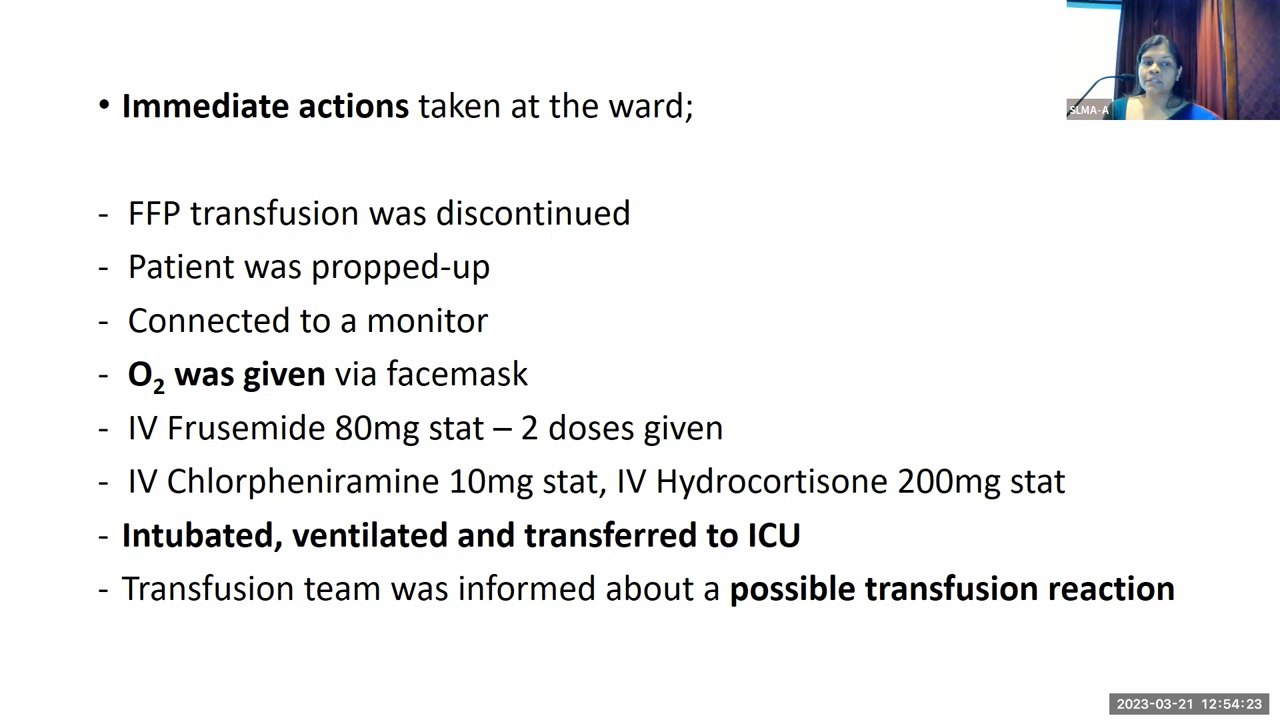 • Immediate actions taken at the ward;
SLMA-A
- FFP transfusion was discontinued
- Patient was propped-up
- Connected to a monitor
- O₂ was given via facemask
- IV Frusemide 80mg stat – 2 doses given
- IV Chlorpheniramine 10mg stat, IV Hydrocortisone 200mg stat
- Intubated, ventilated and transferred to ICU
- Transfusion team was informed about a possible transfusion reaction
2023-03-21 12:54:23